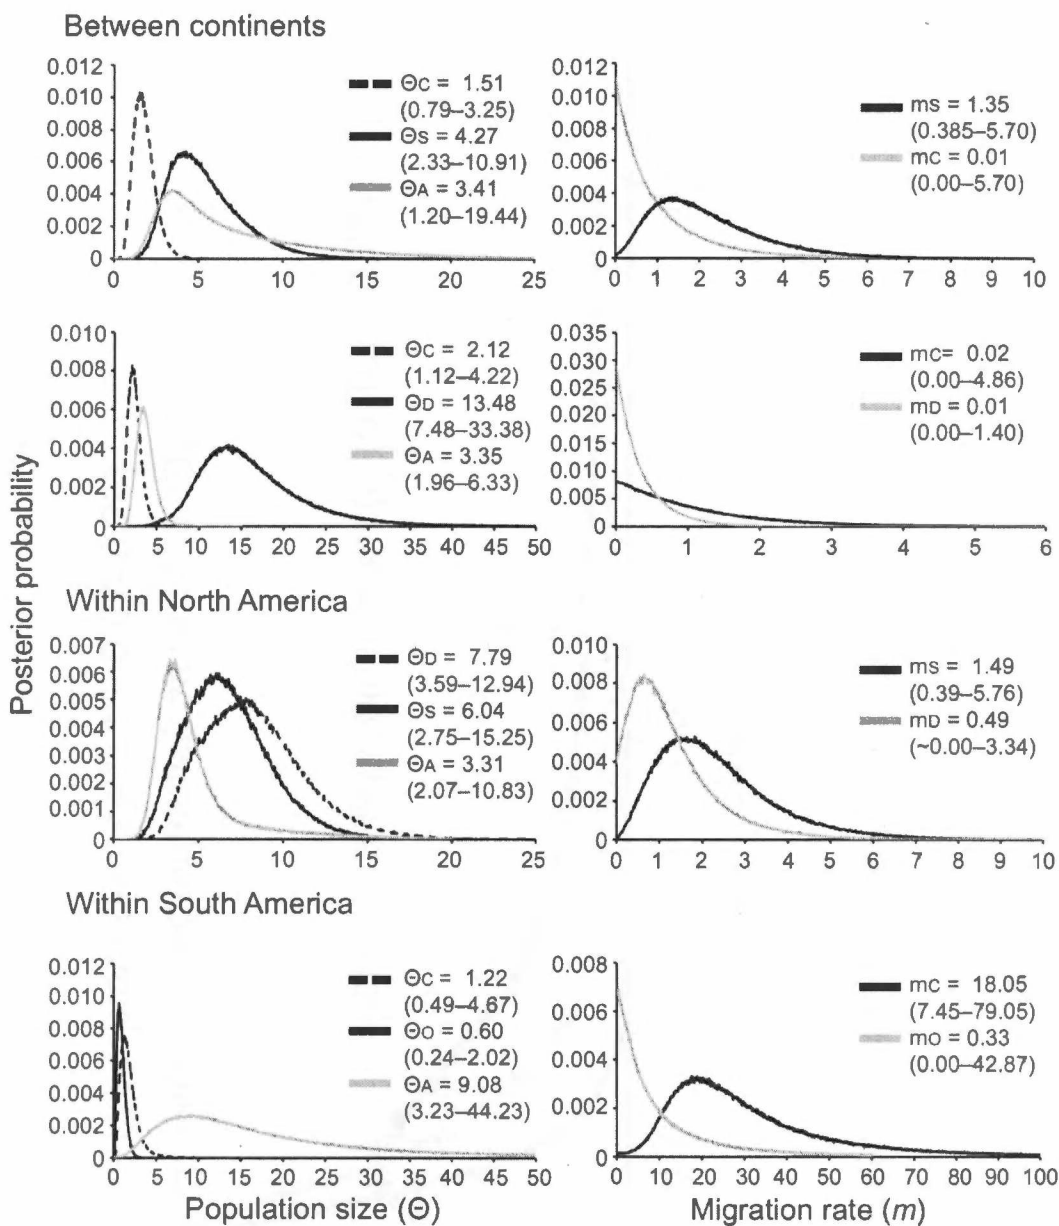 Between continents
0.012
0.010
0.008
0.006
0.004
0.002
0
0 5 10 15 20 25
ΘC = 1.51
(0.79–3.25)
ΘS = 4.27
(2.33–10.91)
ΘA = 3.41
(1.20–19.44)
0.012
0.010
0.008
0.006
0.004
0.002
0
0 1 2 3 4 5 6 7 8 9 10
mS = 1.35
(0.385–5.70)
mC = 0.01
(0.00–5.70)
0.010
0.008
0.006
0.004
0.002
0
0 5 10 15 20 25 30 35 40 45 50
ΘC = 2.12
(1.12–4.22)
ΘD = 13.48
(7.48–33.38)
ΘA = 3.35
(1.96–6.33)
0.035
0.030
0.025
0.020
0.015
0.010
0.005
0
0 1 2 3 4 5 6
mC= 0.02
(0.00–4.86)
mD = 0.01
(0.00–1.40)
Posterior probability
Within North America
0.007
0.006
0.005
0.004
0.003
0.002
0.001
0
0 5 10 15 20 25
ΘD = 7.79
(3.59–12.94)
ΘS = 6.04
(2.75–15.25)
ΘA = 3.31
(2.07–10.83)
0.010
0.008
0.006
0.004
0.002
0
0 1 2 3 4 5 6 7 8 9 10
mS = 1.49
(0.39–5.76)
mD = 0.49
(~0.00–3.34)
Within South America
0.012
0.010
0.008
0.006
0.004
0.002
0
0 5 10 15 20 25 30 35 40 45 50
ΘC = 1.22
(0.49–4.67)
ΘO = 0.60
(0.24–2.02)
ΘA = 9.08
(3.23–44.23)
Population size (Θ)
0.008
0.006
0.004
0.002
0
0 10 20 30 40 50 60 70 80 90 100
mC = 18.05
(7.45–79.05)
mO = 0.33
(0.00–42.87)
Migration rate (m)